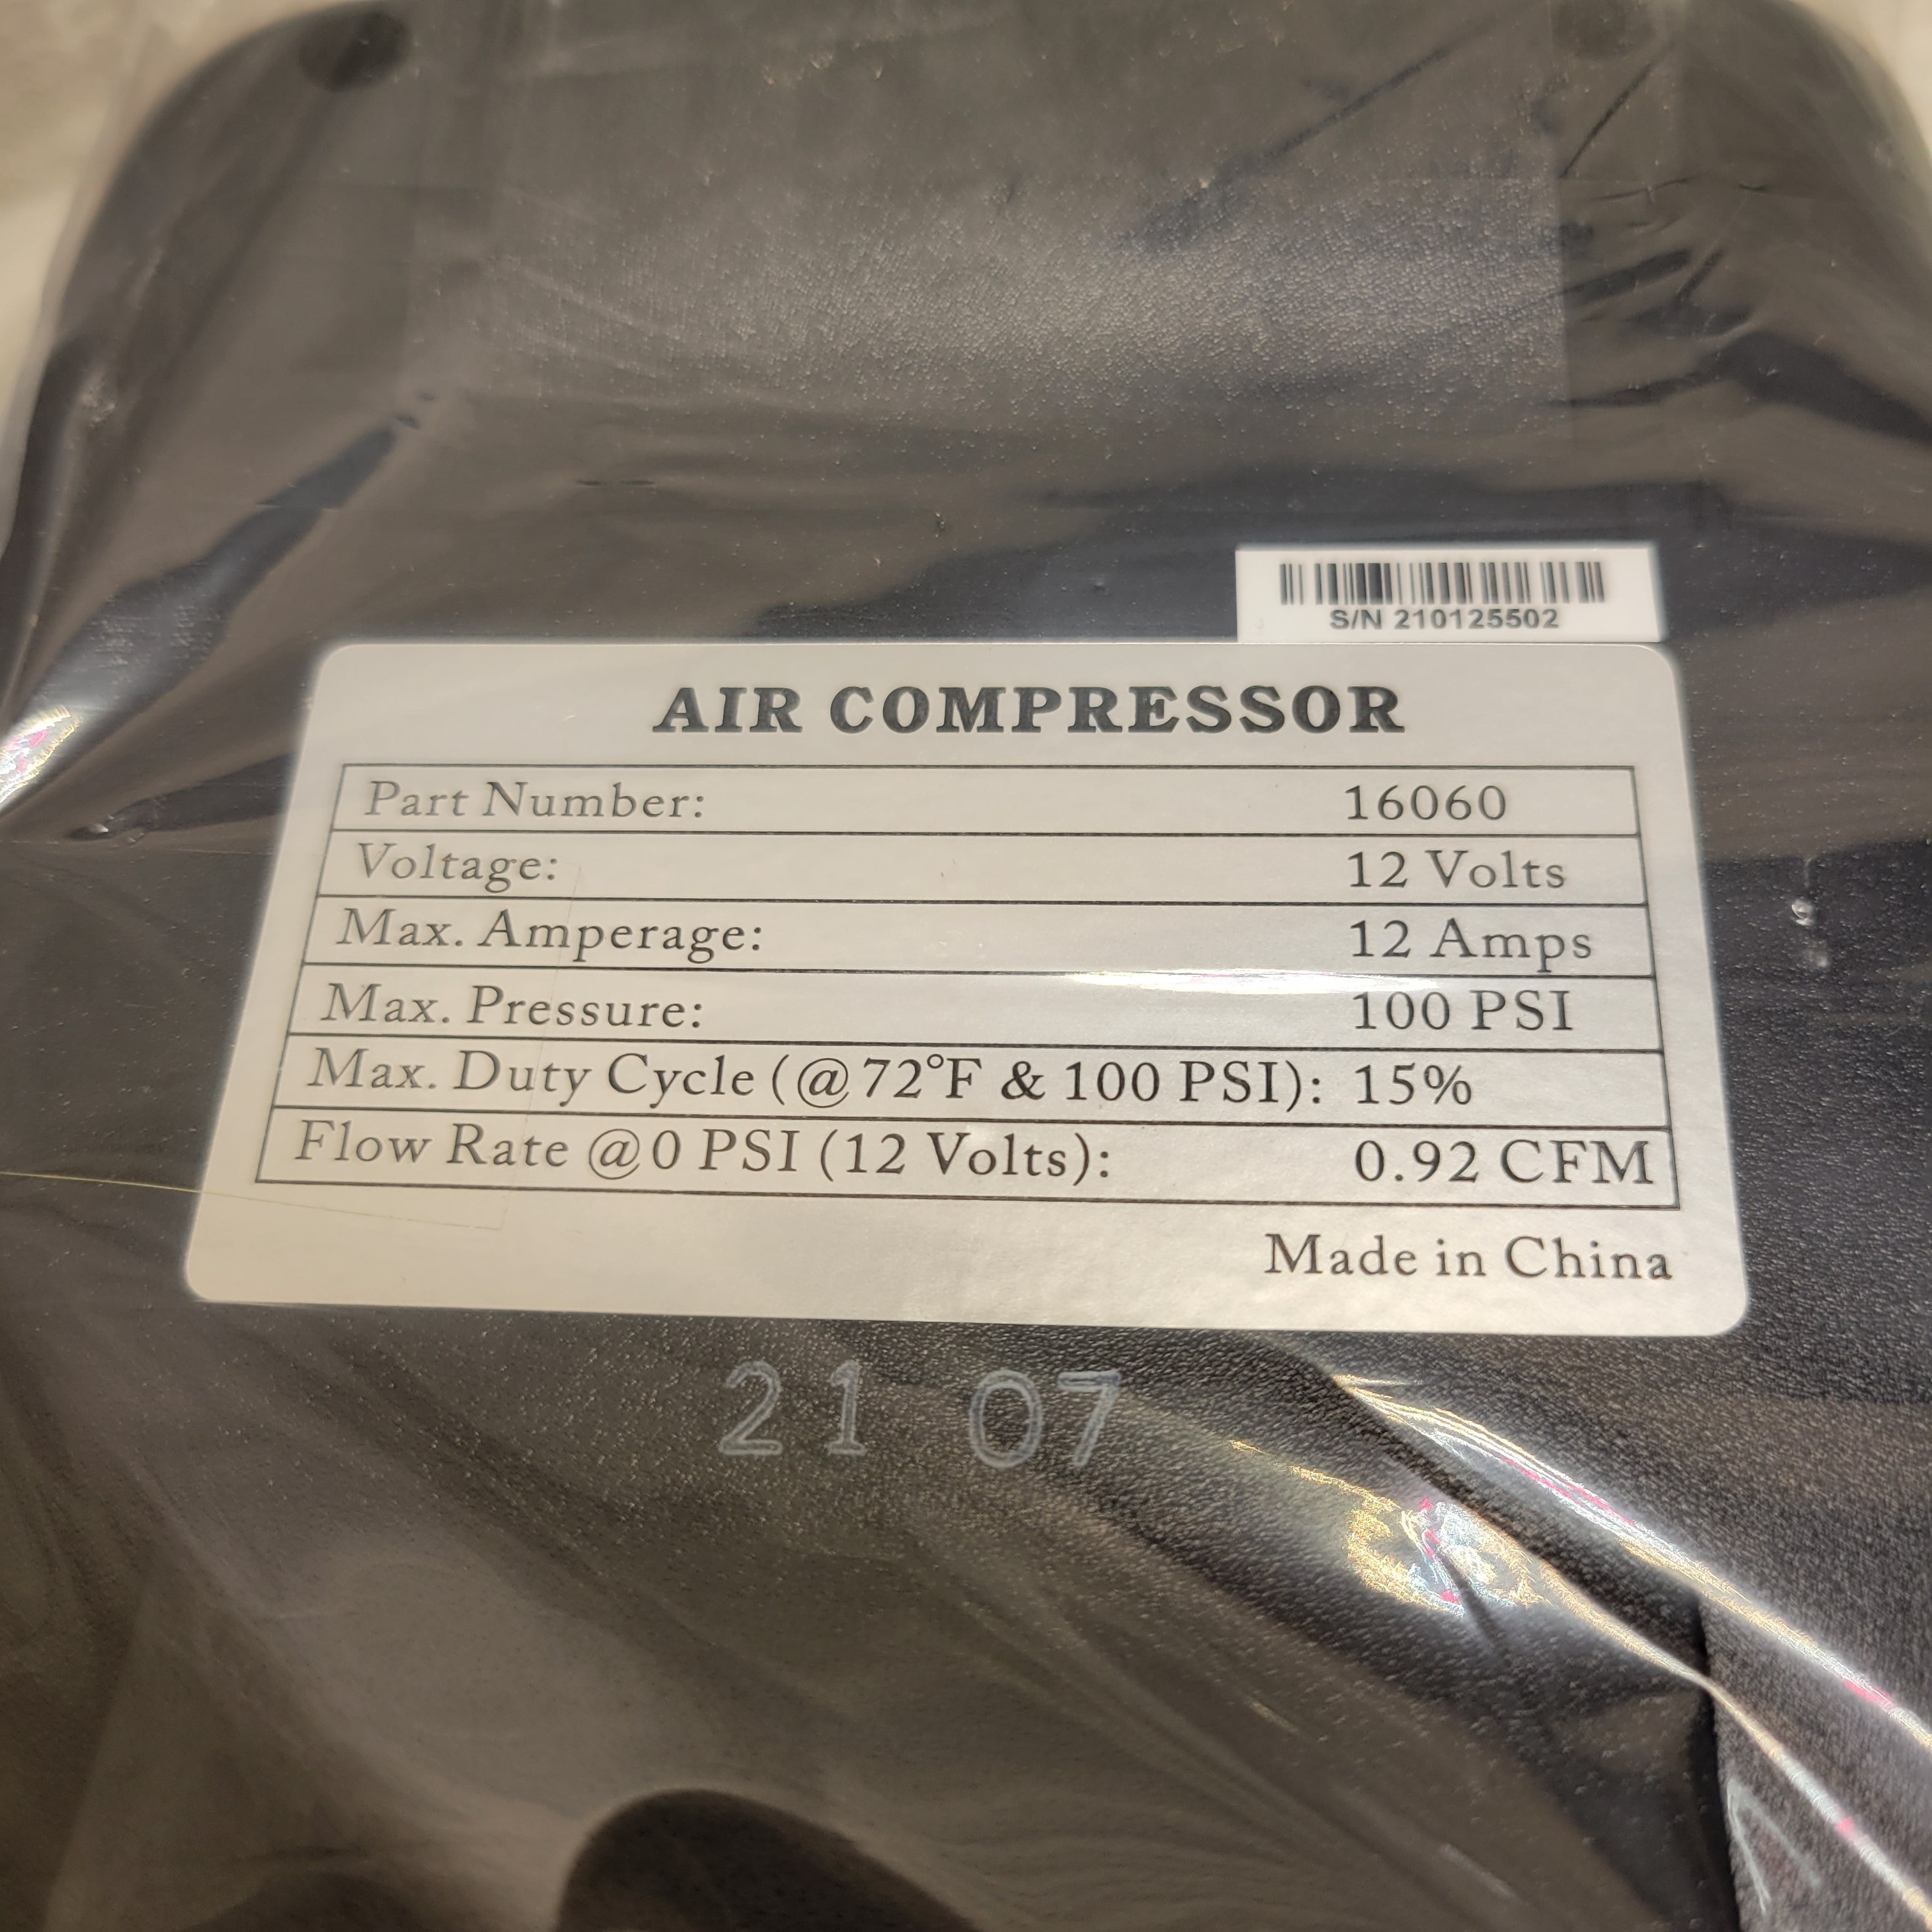 S/N 210125502
AIR COMPRESSOR
Part Number: 16060
Voltage: 12 Volts
Max. Amperage: 12 Amps
Max. Pressure: 100 PSI
Max. Duty Cycle (@72°F & 100 PSI): 15%
Flow Rate @0 PSI (12 Volts): 0.92 CFM
Made in China
21 07